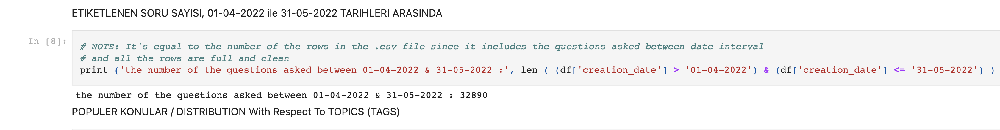 ETIKETLENEN SORU SAYISI, 01-04-2022 ile 31-05-2022 TARIHLERI ARASINDA
In [8]:
# NOTE: It's equal to the number of the rows in the .csv file since it includes the questions asked between date interval
# and all the rows are full and clean
print ('the number of the questions asked between 01-04-2022 & 31-05-2022 :', len ( (df['creation_date'] > '01-04-2022') & (df['creation_date'] <= '31-05-2022') )
the number of the questions asked between 01-04-2022 & 31-05-2022 : 32890
POPULER KONULAR / DISTRIBUTION With Respect To TOPICS (TAGS)